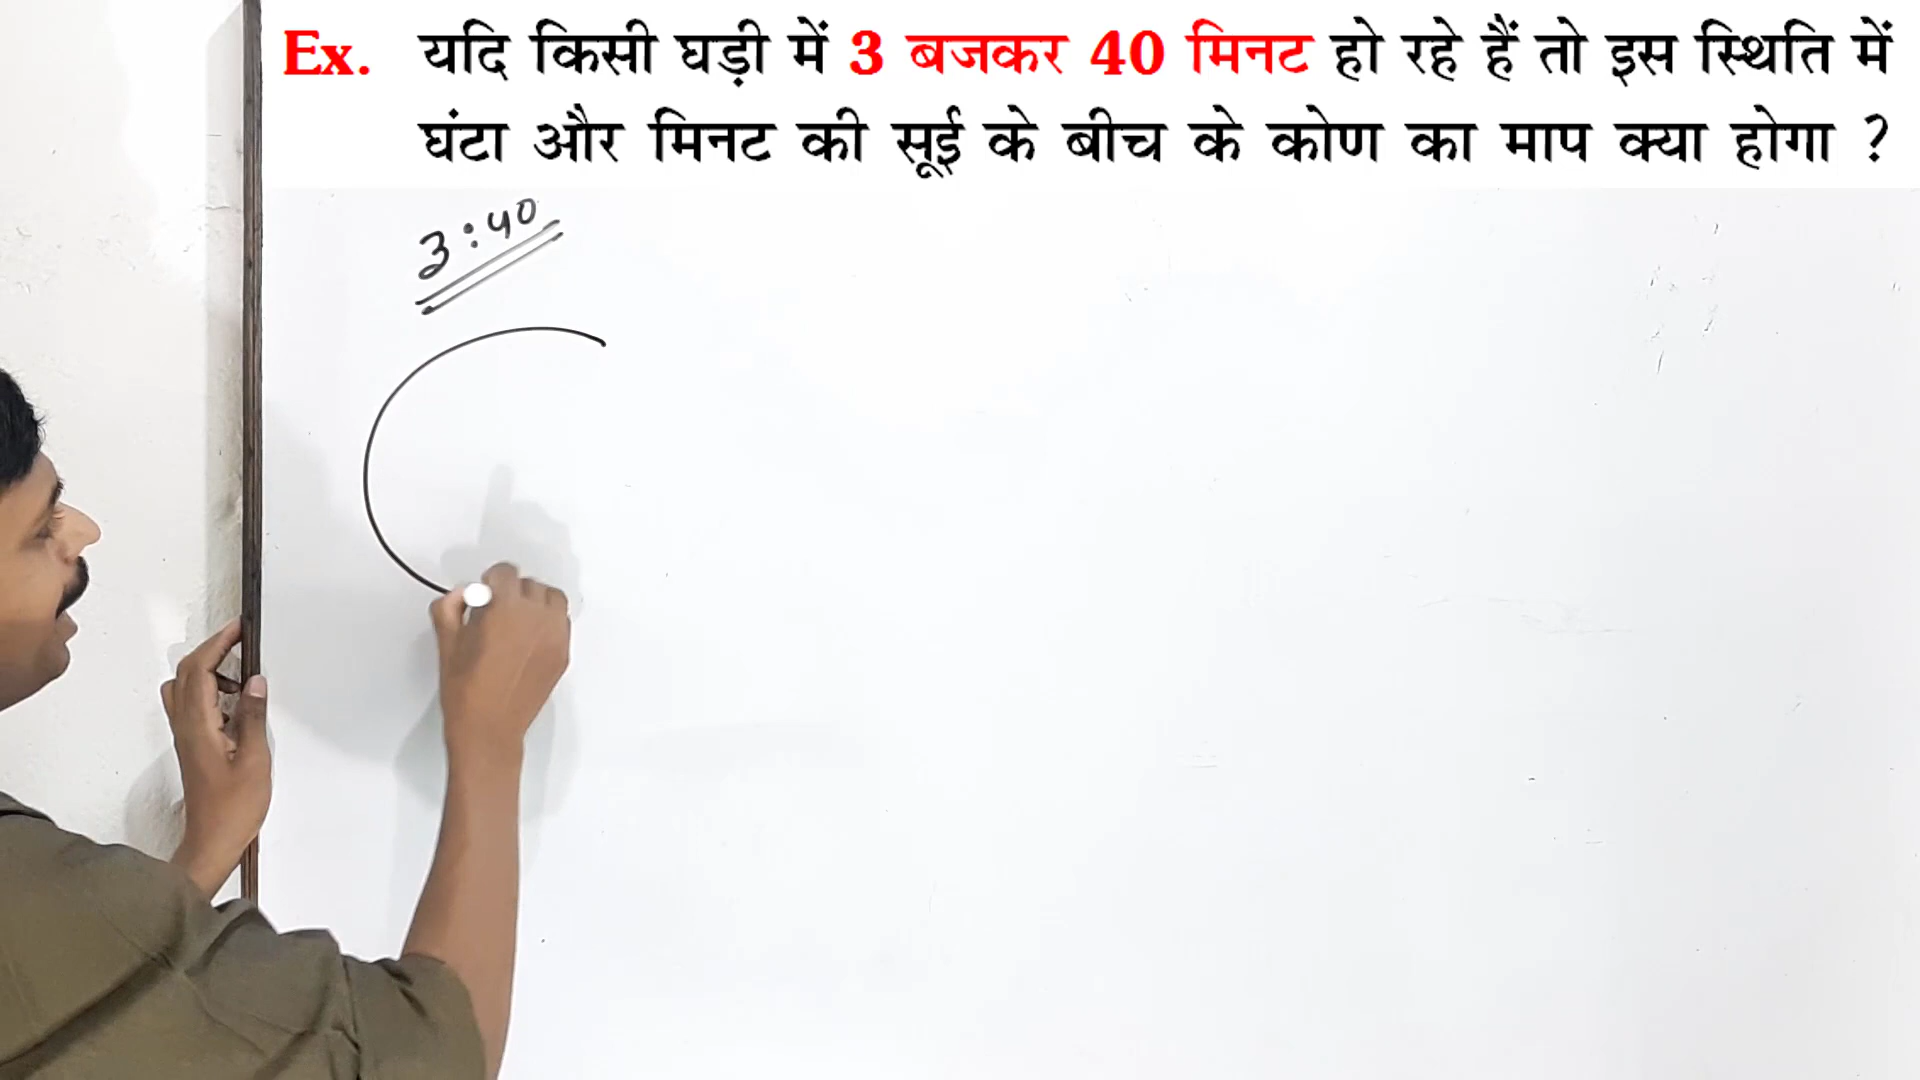 Ex. यदि किसी घड़ी में 3 बजकर 40 मिनट हो रहे हैं तो इस स्थिति में
घंटा और मिनट की सूई के बीच के कोण का माप क्या होगा ?
3:40